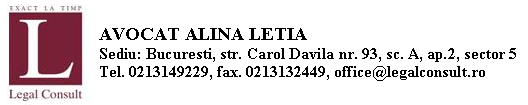 EXACT LA TIMP
L
Legal Consult
AVOCAT ALINA LETIA
Sediu: Bucuresti, str. Carol Davila nr. 93, sc. A, ap.2, sector 5
Tel. 0213149229, fax. 0213132449, office@legalconsult.ro